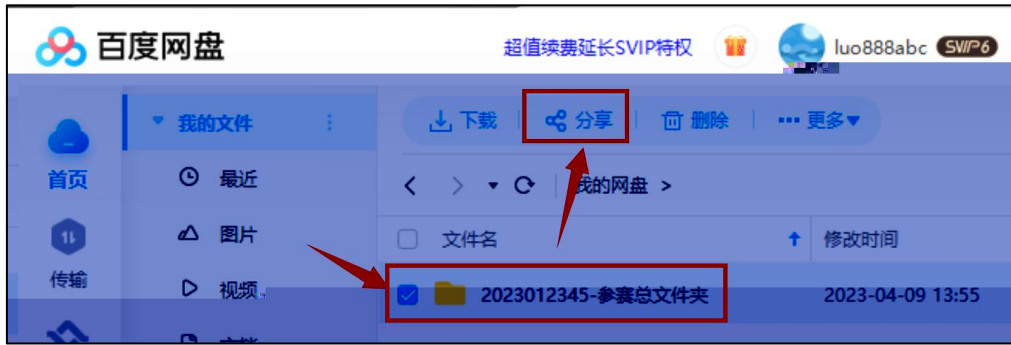 百度网盘
超值续费延长SVIP特权
luo888abc SVIP6
我的文件
下载 分享 删除 ••• 更多
首页
最近
我的网盘 >
图片
文件名 修改时间
传输
视频
2023012345-参赛总文件夹 2023-04-09 13:55